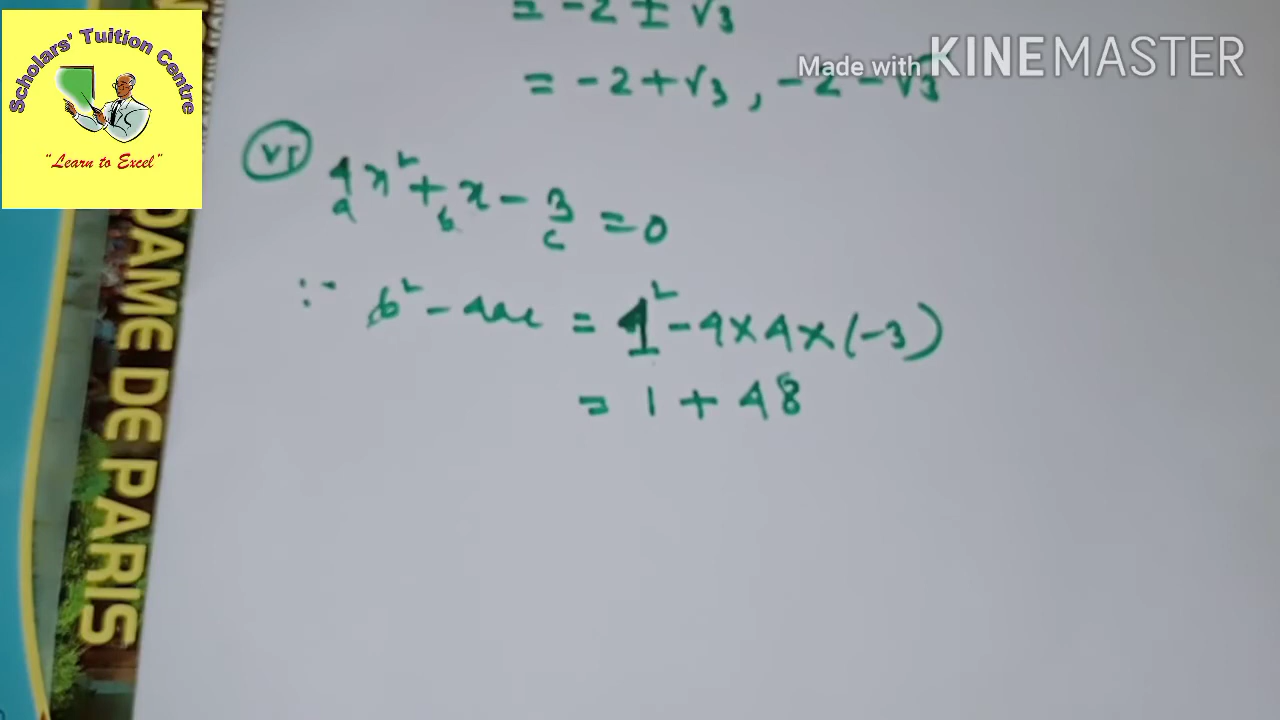 Scholars' Tuition Centre
"Learn to Excel"
Made with KINEMASTER
= -2 ± √3
= -2+√3, -2-√3
VI 4x² + x - 3 = 0
a b c
∵ b² - 4ac = 1² - 4×4×(-3)
= 1 + 48
DAME DE PARIS